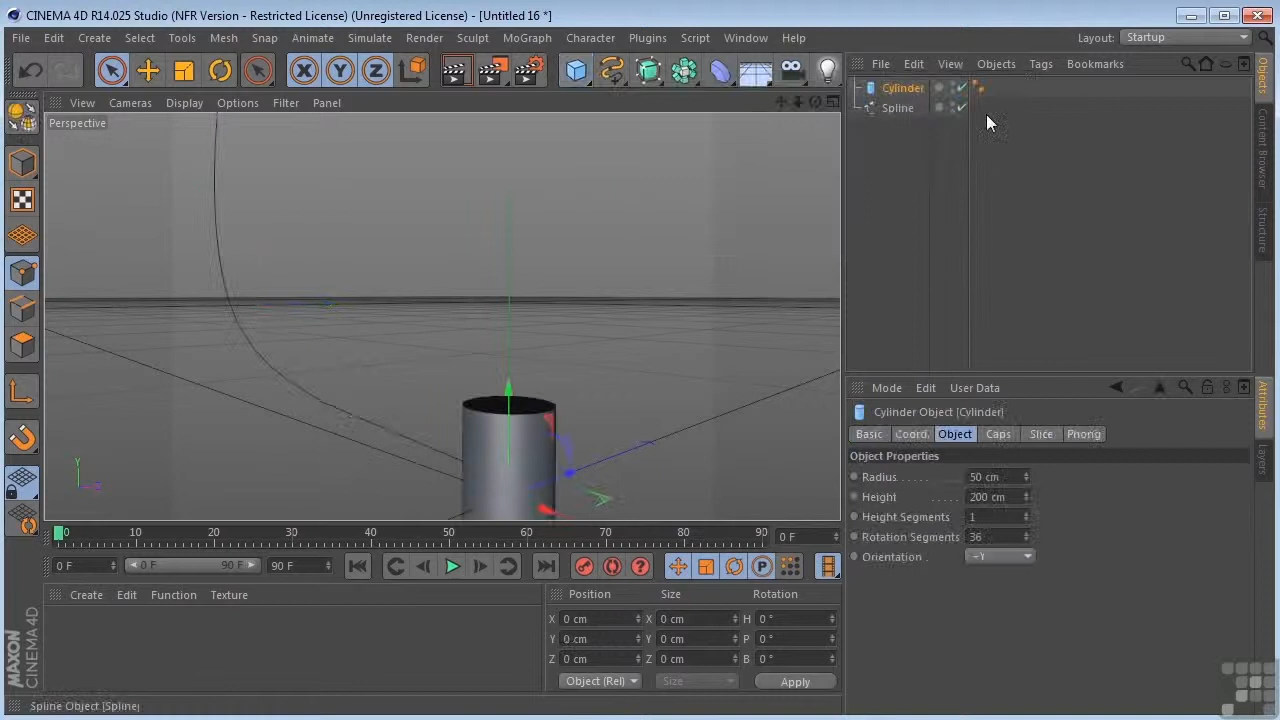 CINEMA 4D R14.025 Studio (NFR Version - Restricted License) (Unregistered License) - [Untitled 16 *]
File Edit Create Select Tools Mesh Snap Animate Simulate Render Sculpt MoGraph Character Plugins Script Window Help Layout: Startup
X Y Z
File Edit View Objects Tags Bookmarks
Objects
Content Browser
Structure
View Cameras Display Options Filter Panel
Perspective
Cylinder
Spline
Y
Mode Edit User Data
Attributes
Layers
Cylinder Object [Cylinder]
Basic Coord. Object Caps Slice Phong
Object Properties
Radius . . . . . 50 cm
Height . . . . . 200 cm
Height Segments 1
Rotation Segments 36
Orientation . +Y
0 10 20 30 40 50 60 70 80 90 0 F
0 F 0 F 90 F 90 F
P
Create Edit Function Texture
Position Size Rotation
X 0 cm X 0 cm H 0 °
Y 0 cm Y 0 cm P 0 °
Z 0 cm Z 0 cm B 0 °
Object (Rel) Size Apply
MAXON
CINEMA 4D
Spline Object [Spline]